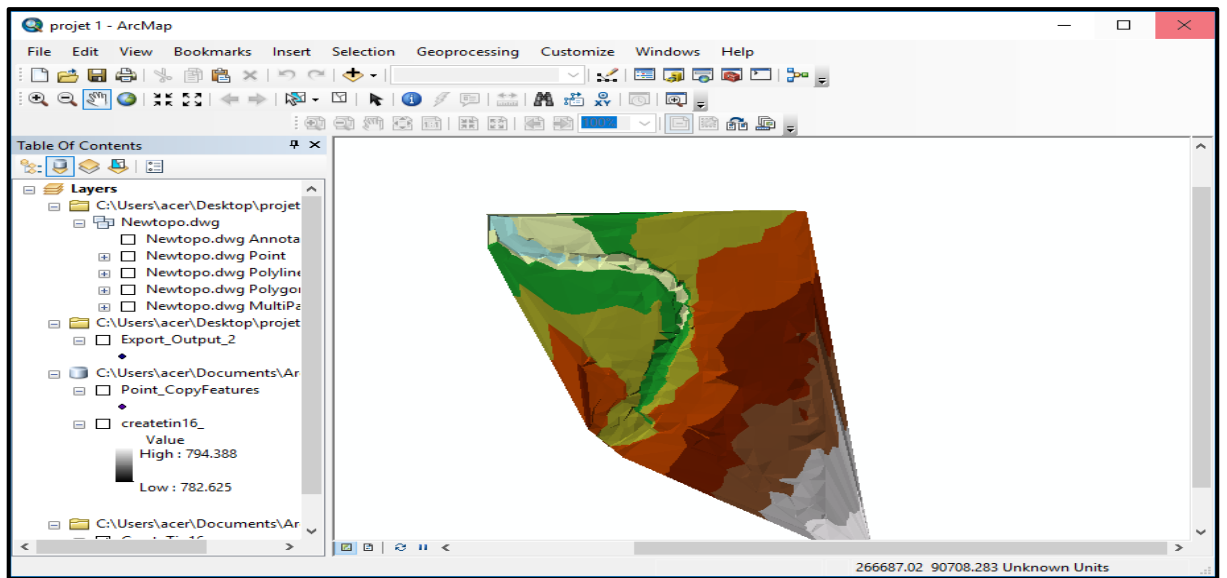 projet 1 - ArcMap
File Edit View Bookmarks Insert Selection Geoprocessing Customize Windows Help
100%
Table Of Contents
Layers
C:\Users\acer\Desktop\projet
Newtopo.dwg
Newtopo.dwg Annota
Newtopo.dwg Point
Newtopo.dwg Polyline
Newtopo.dwg Polygo
Newtopo.dwg MultiPa
C:\Users\acer\Desktop\projet
Export_Output_2
C:\Users\acer\Documents\Ar
Point_CopyFeatures
createtin16_
Value
High : 794.388
Low : 782.625
C:\Users\acer\Documents\Ar
266687.02 90708.283 Unknown Units